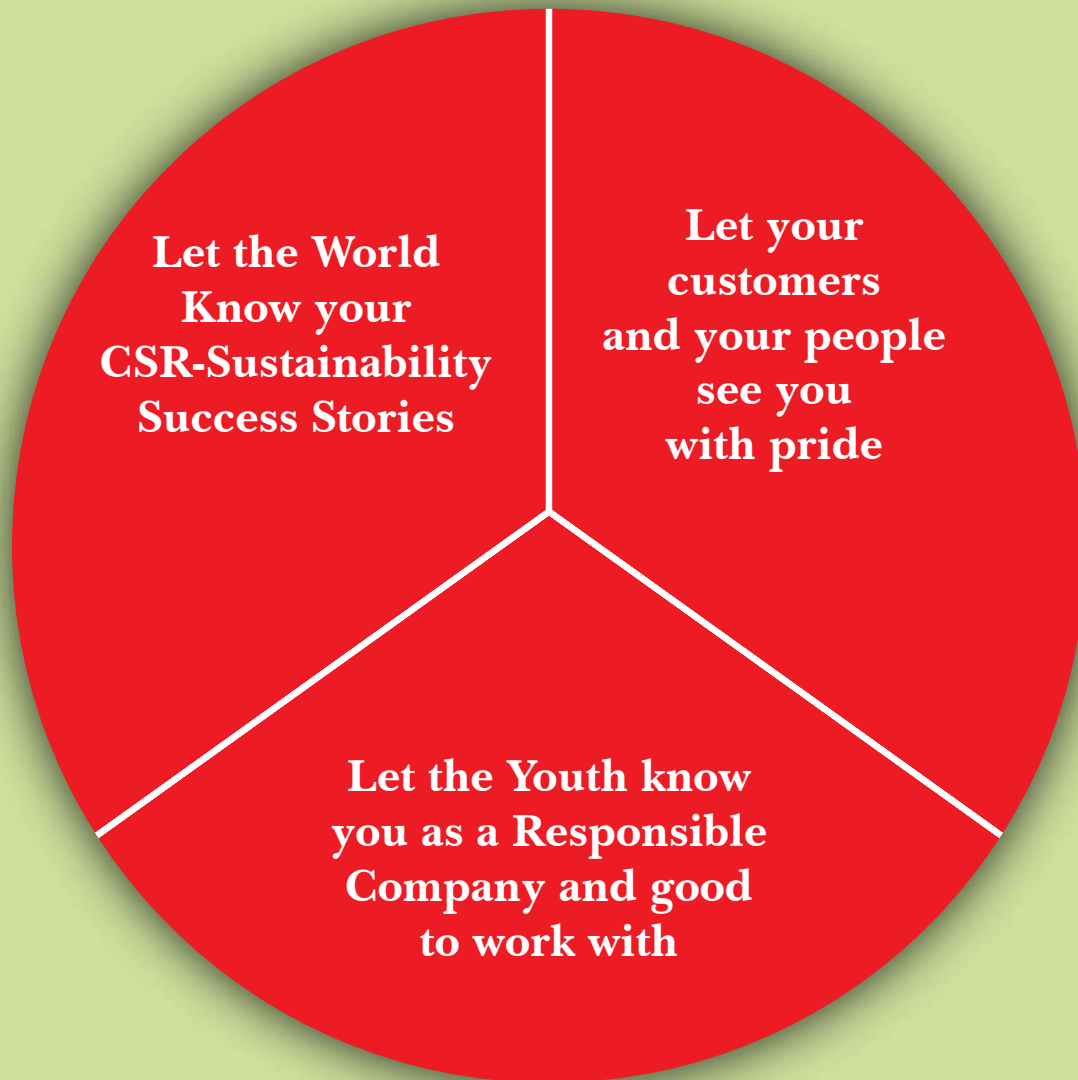 Let the World
Know your
CSR-Sustainability
Success Stories
Let your
customers
and your people
see you
with pride
Let the Youth know
you as a Responsible
Company and good
to work with